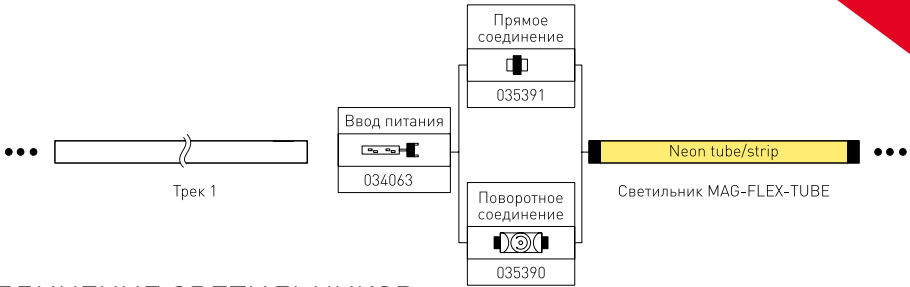 Прямое
соединение
035391
Ввод питания
034063
Трек 1
Neon tube/strip
Светильник MAG-FLEX-TUBE
Поворотное
соединение
035390